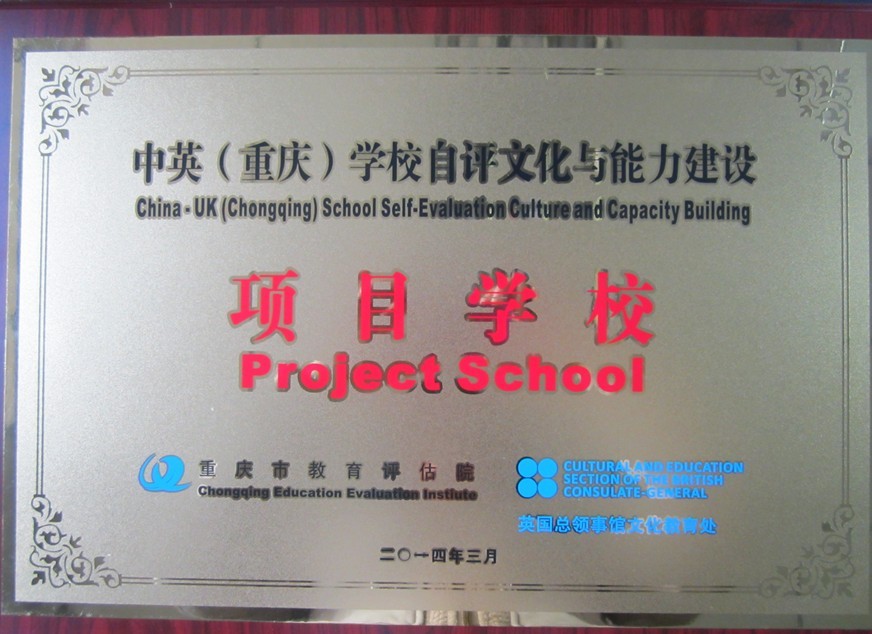 中英（重庆）学校自评文化与能力建设
China - UK (Chongqing) School Self-Evaluation Culture and Capacity Building
项目学校
Project School
重庆市教育评估院
Chongqing Education Evaluation Instiute
CULTURAL AND EDUCATION
SECTION OF THE BRITISH
CONSULATE-GENERAL
英国总领事馆文化教育处
二〇一四年三月